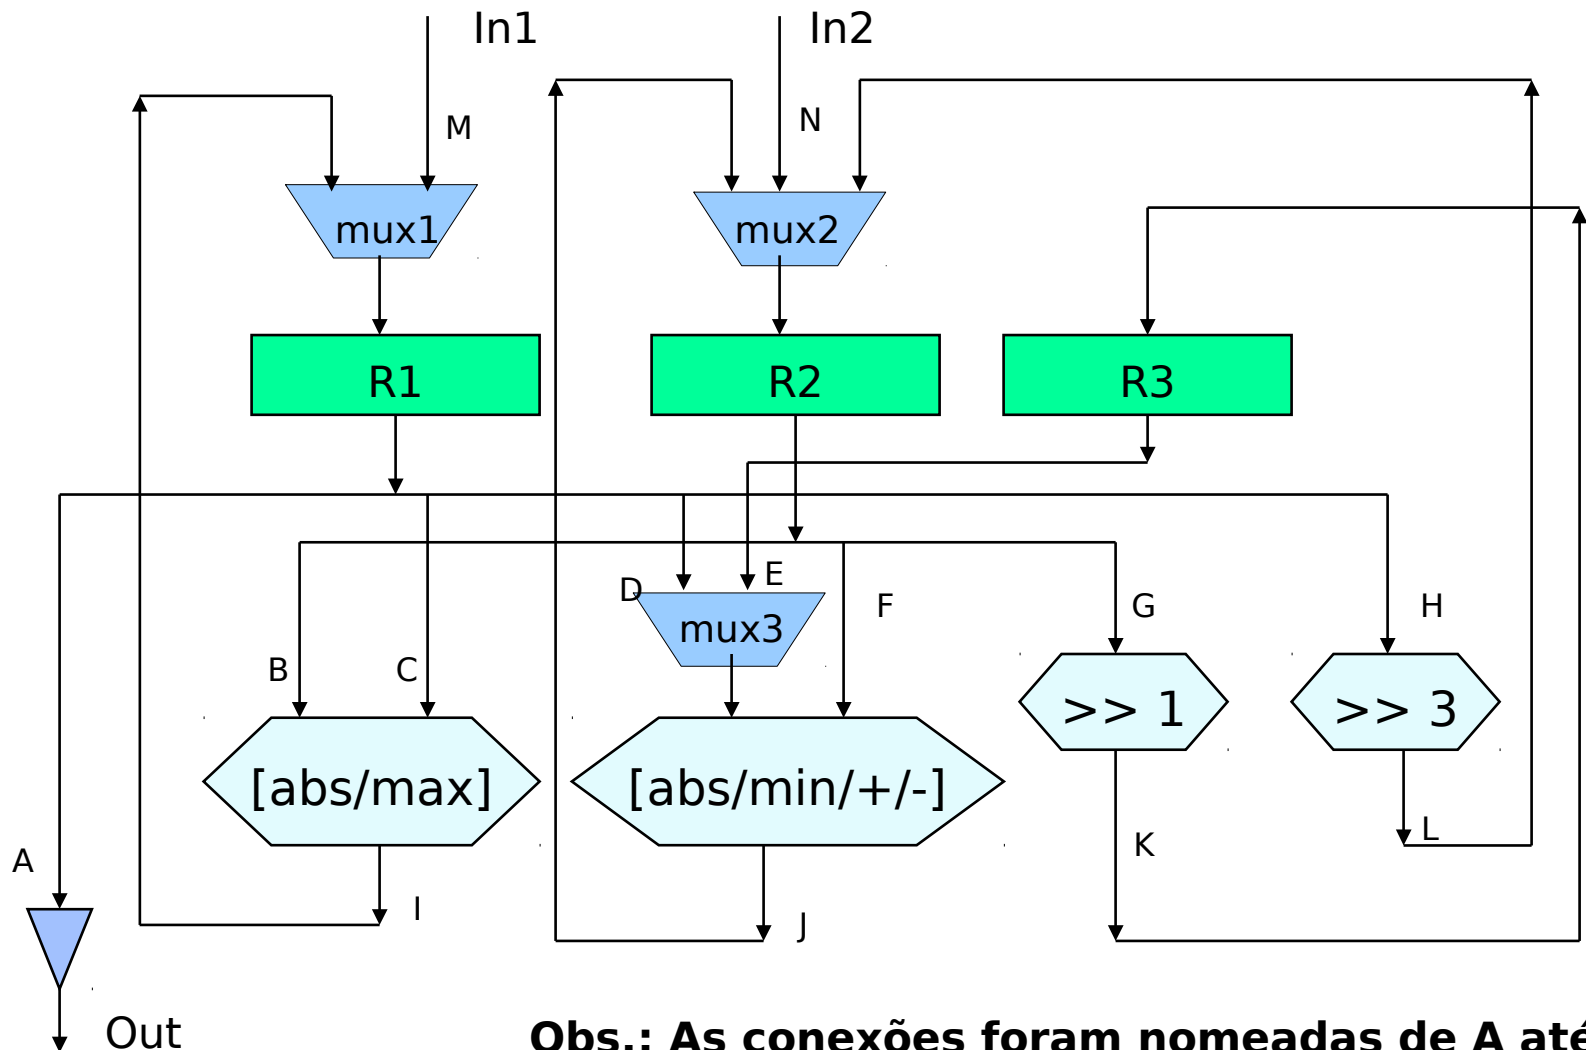 In1
In2
M
N
mux1
mux2
R1
R2
R3
D
E
F
G
H
mux3
B
C
>> 1
>> 3
[abs/max]
[abs/min/+/-]
L
K
A
I
J
Out
Obs.: As conexões foram nomeadas de A até